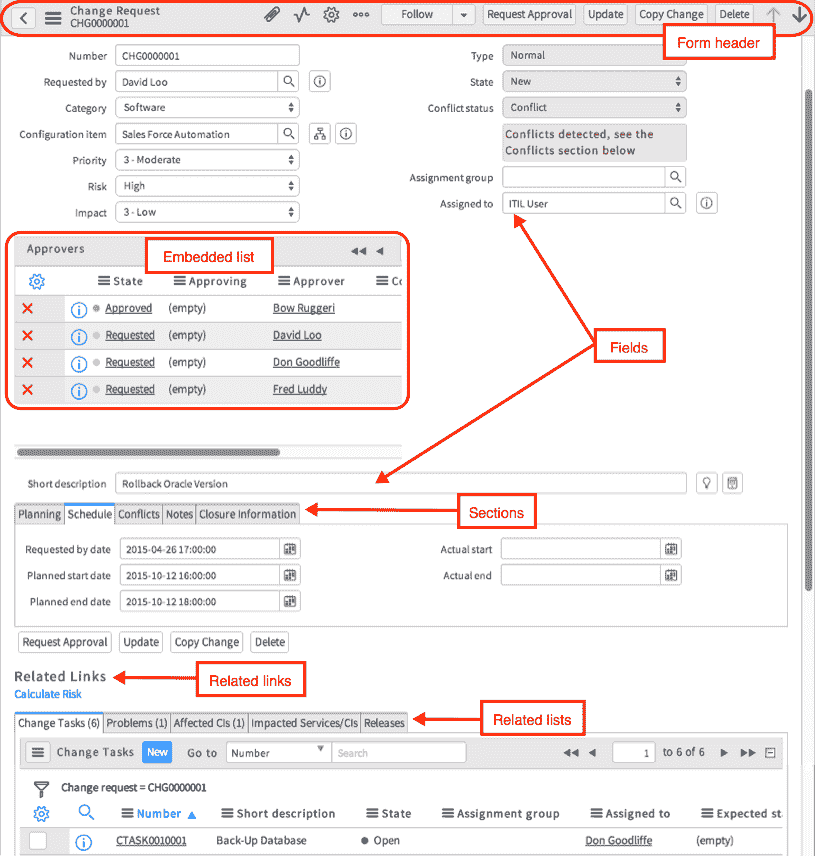 Change Request
CHG0000001
Follow
Request Approval
Update
Copy Change
Delete
Form header
Number CHG0000001
Type Normal
Requested by David Loo
State New
Category Software
Conflict status Conflict
Configuration item Sales Force Automation
Conflicts detected, see the
Conflicts section below
Priority 3 - Moderate
Assignment group
Risk High
Assigned to ITIL User
Impact 3 - Low
Approvers
Embedded list
State Approving Approver Co
Approved (empty) Bow Ruggeri
Requested (empty) David Loo
Requested (empty) Don Goodliffe
Requested (empty) Fred Luddy
Fields
Short description Rollback Oracle Version
Planning Schedule Conflicts Notes Closure Information
Sections
Requested by date 2015-04-26 17:00:00
Actual start
Planned start date 2015-10-12 16:00:00
Actual end
Planned end date 2015-10-12 18:00:00
Request Approval Update Copy Change Delete
Related Links
Related links
Calculate Risk
Related lists
Change Tasks (6) Problems (1) Affected CIs (1) Impacted Services/CIs Releases
Change Tasks New Go to Number Search 1 to 6 of 6
Change request = CHG0000001
Number Short description State Assignment group Assigned to Expected st
CTASK0010001 Back-Up Database Open Don Goodliffe (empty)